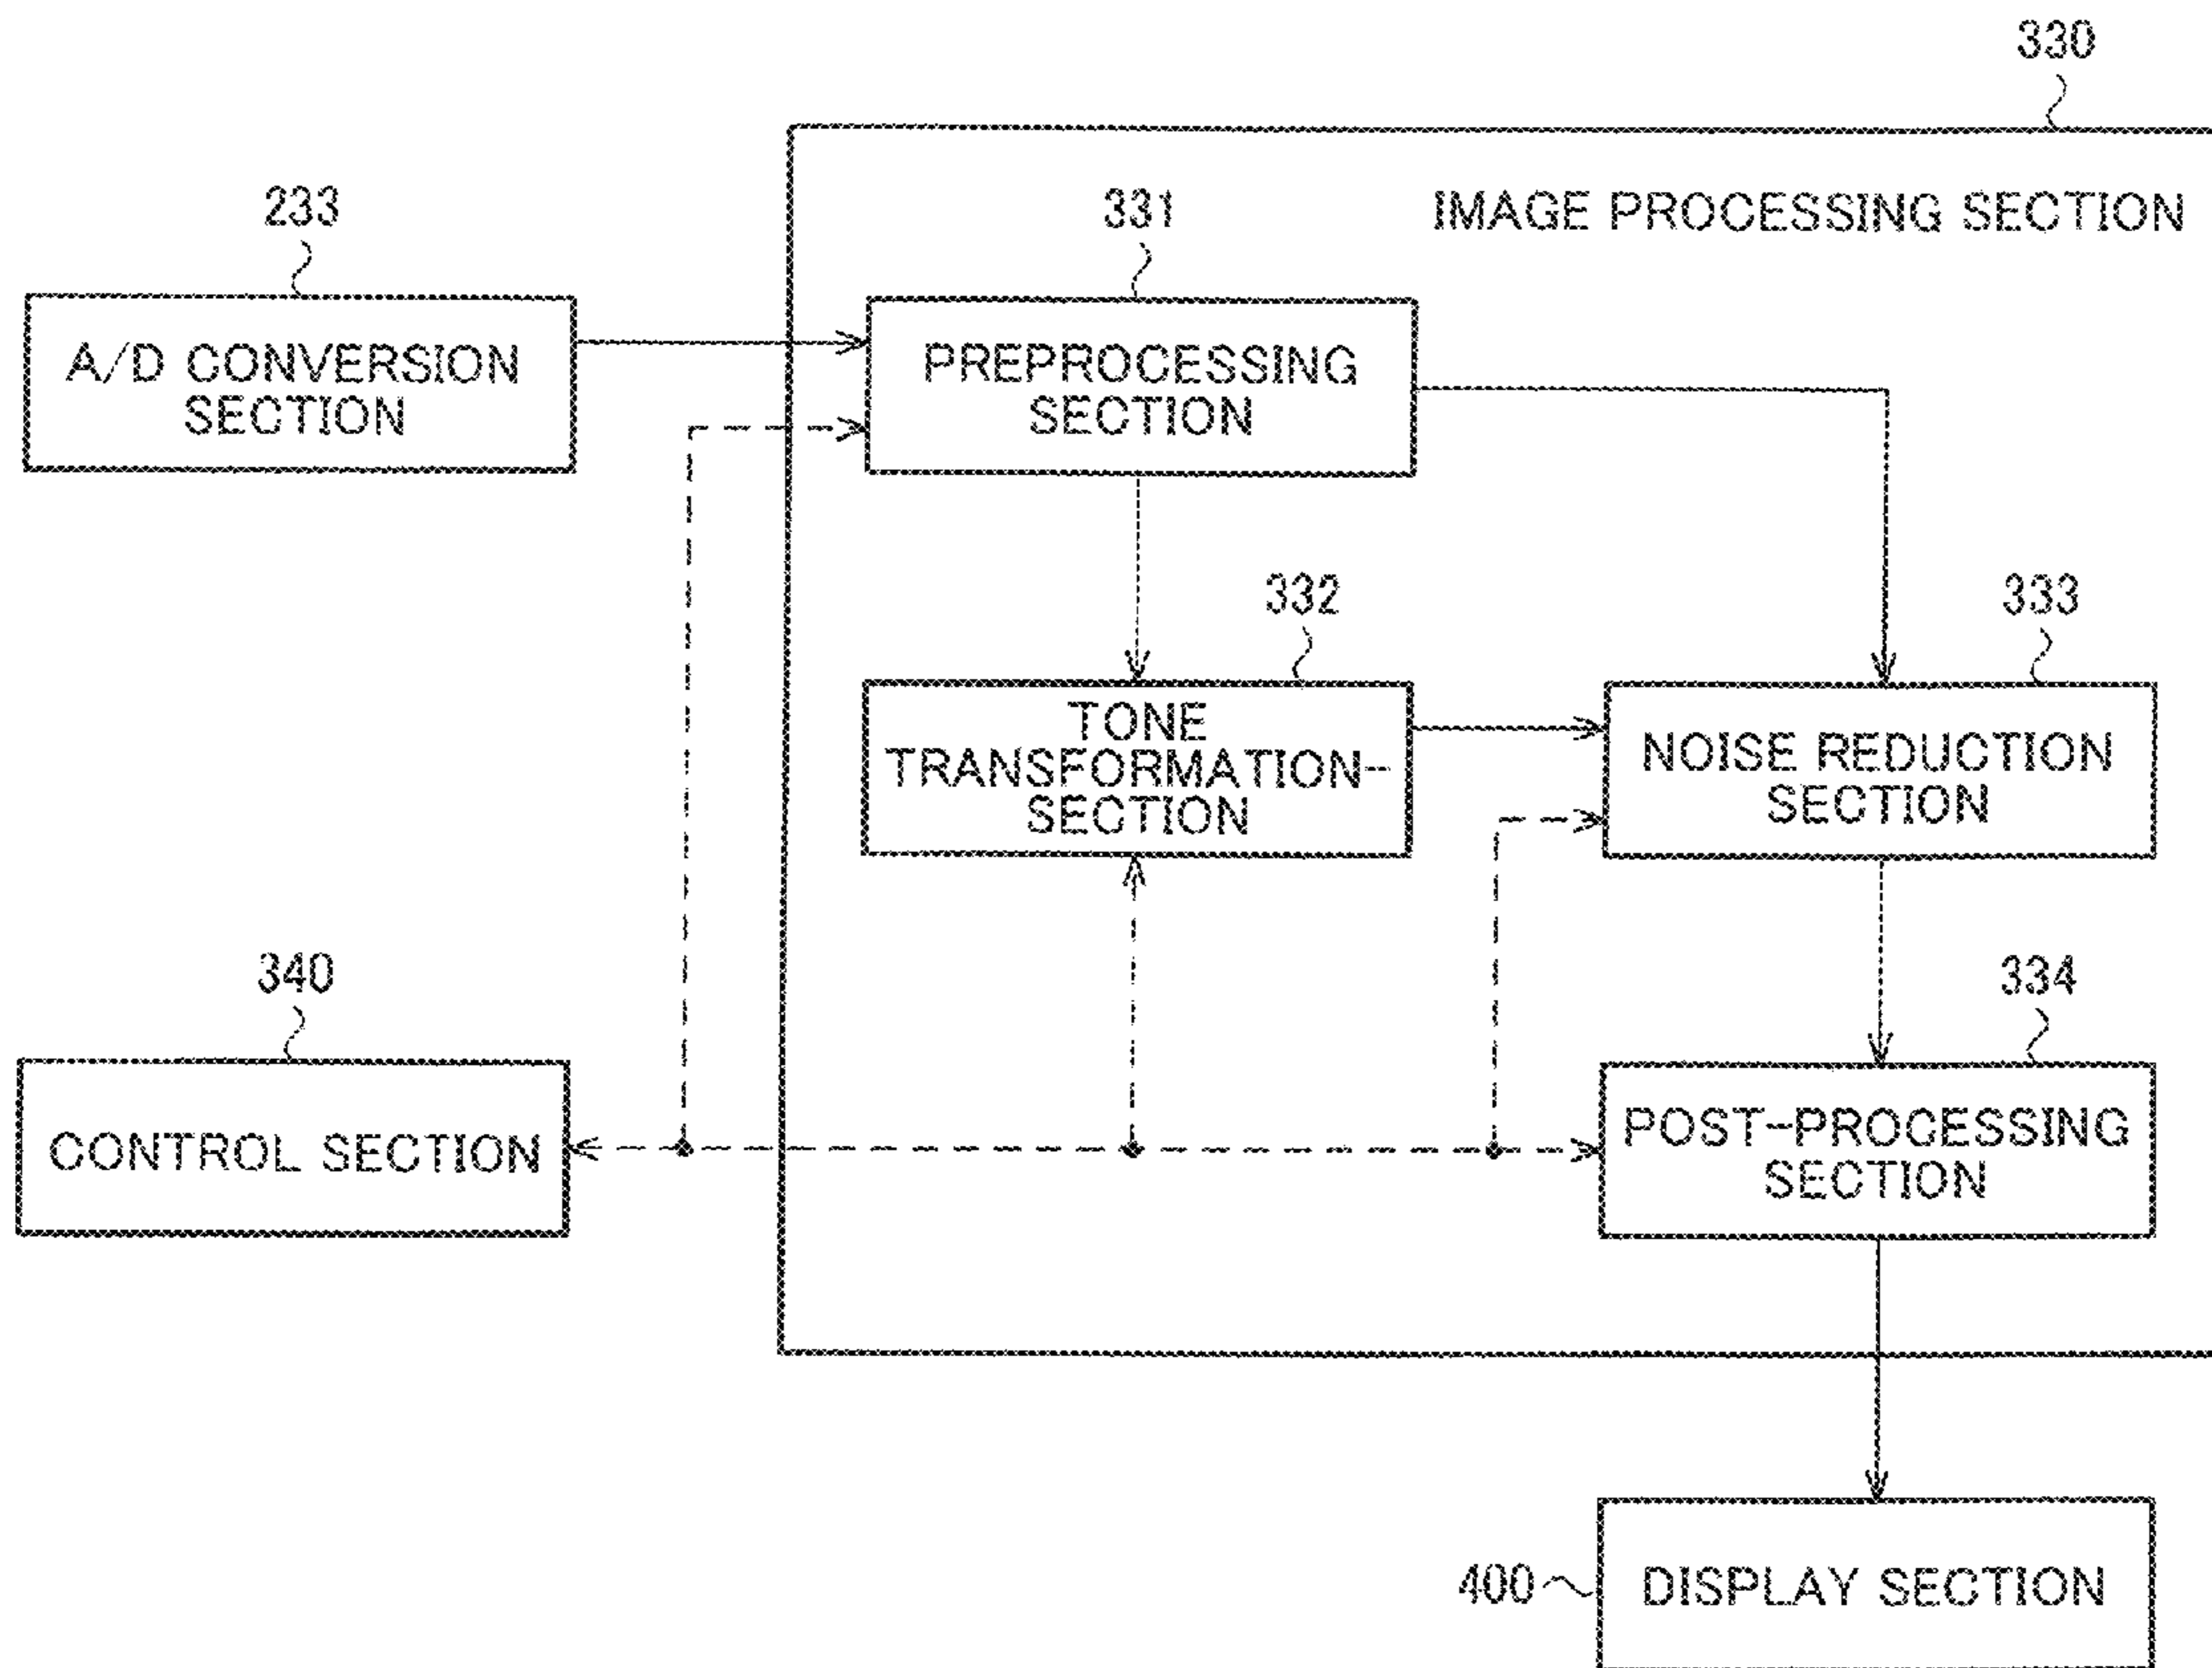 330
IMAGE PROCESSING SECTION
233
A/D CONVERSION
SECTION
331
PREPROCESSING
SECTION
332
TONE
TRANSFORMATION-
SECTION
333
NOISE REDUCTION
SECTION
340
CONTROL SECTION
334
POST-PROCESSING
SECTION
400
DISPLAY SECTION